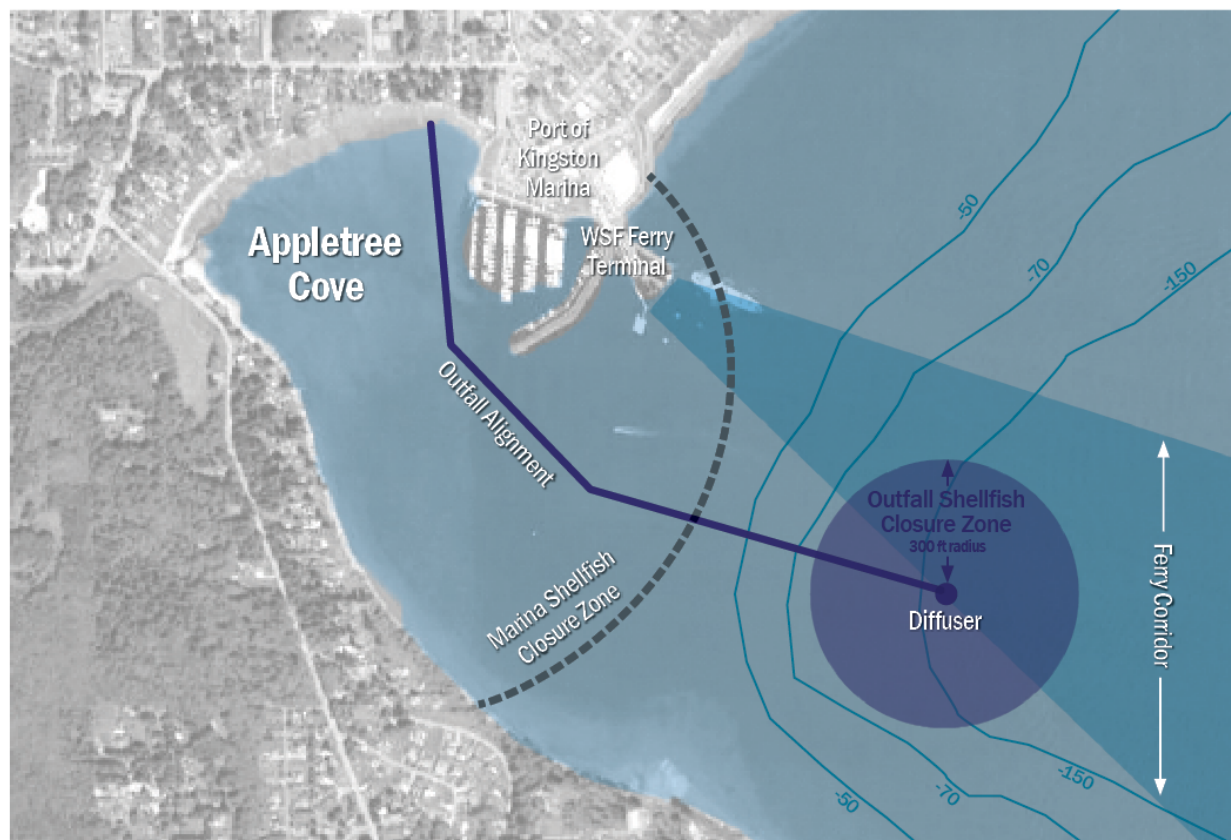 Port of
Kingston
Marina
Appletree
Cove
WSF Ferry
Terminal
-50
-70
-150
Outfall Alignment
Outfall Shellfish
Closure Zone
300 ft radius
Marina Shellfish
Closure Zone
Diffuser
Ferry Corridor
-50
-70
-150